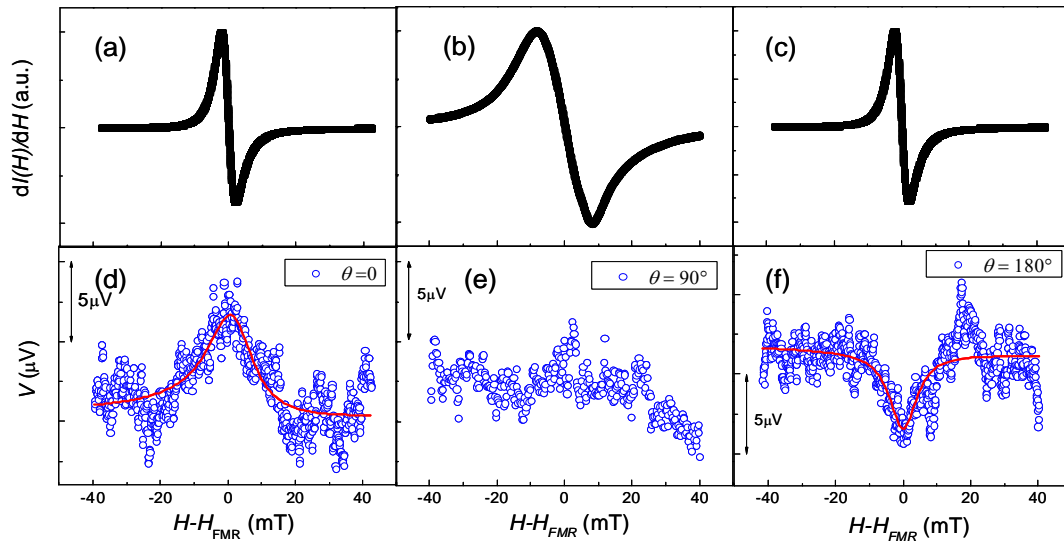 dI(H)/dH (a.u.)
(a)
(b)
(c)
V (μV)
(d)
5μV
θ =0
(e)
5μV
θ = 90°
(f)
5μV
θ = 180°
-40 -20 0 20 40
-40 -20 0 20 40
-40 -20 0 20 40
H-H_FMR (mT)
H-H_FMR (mT)
H-H_FMR (mT)